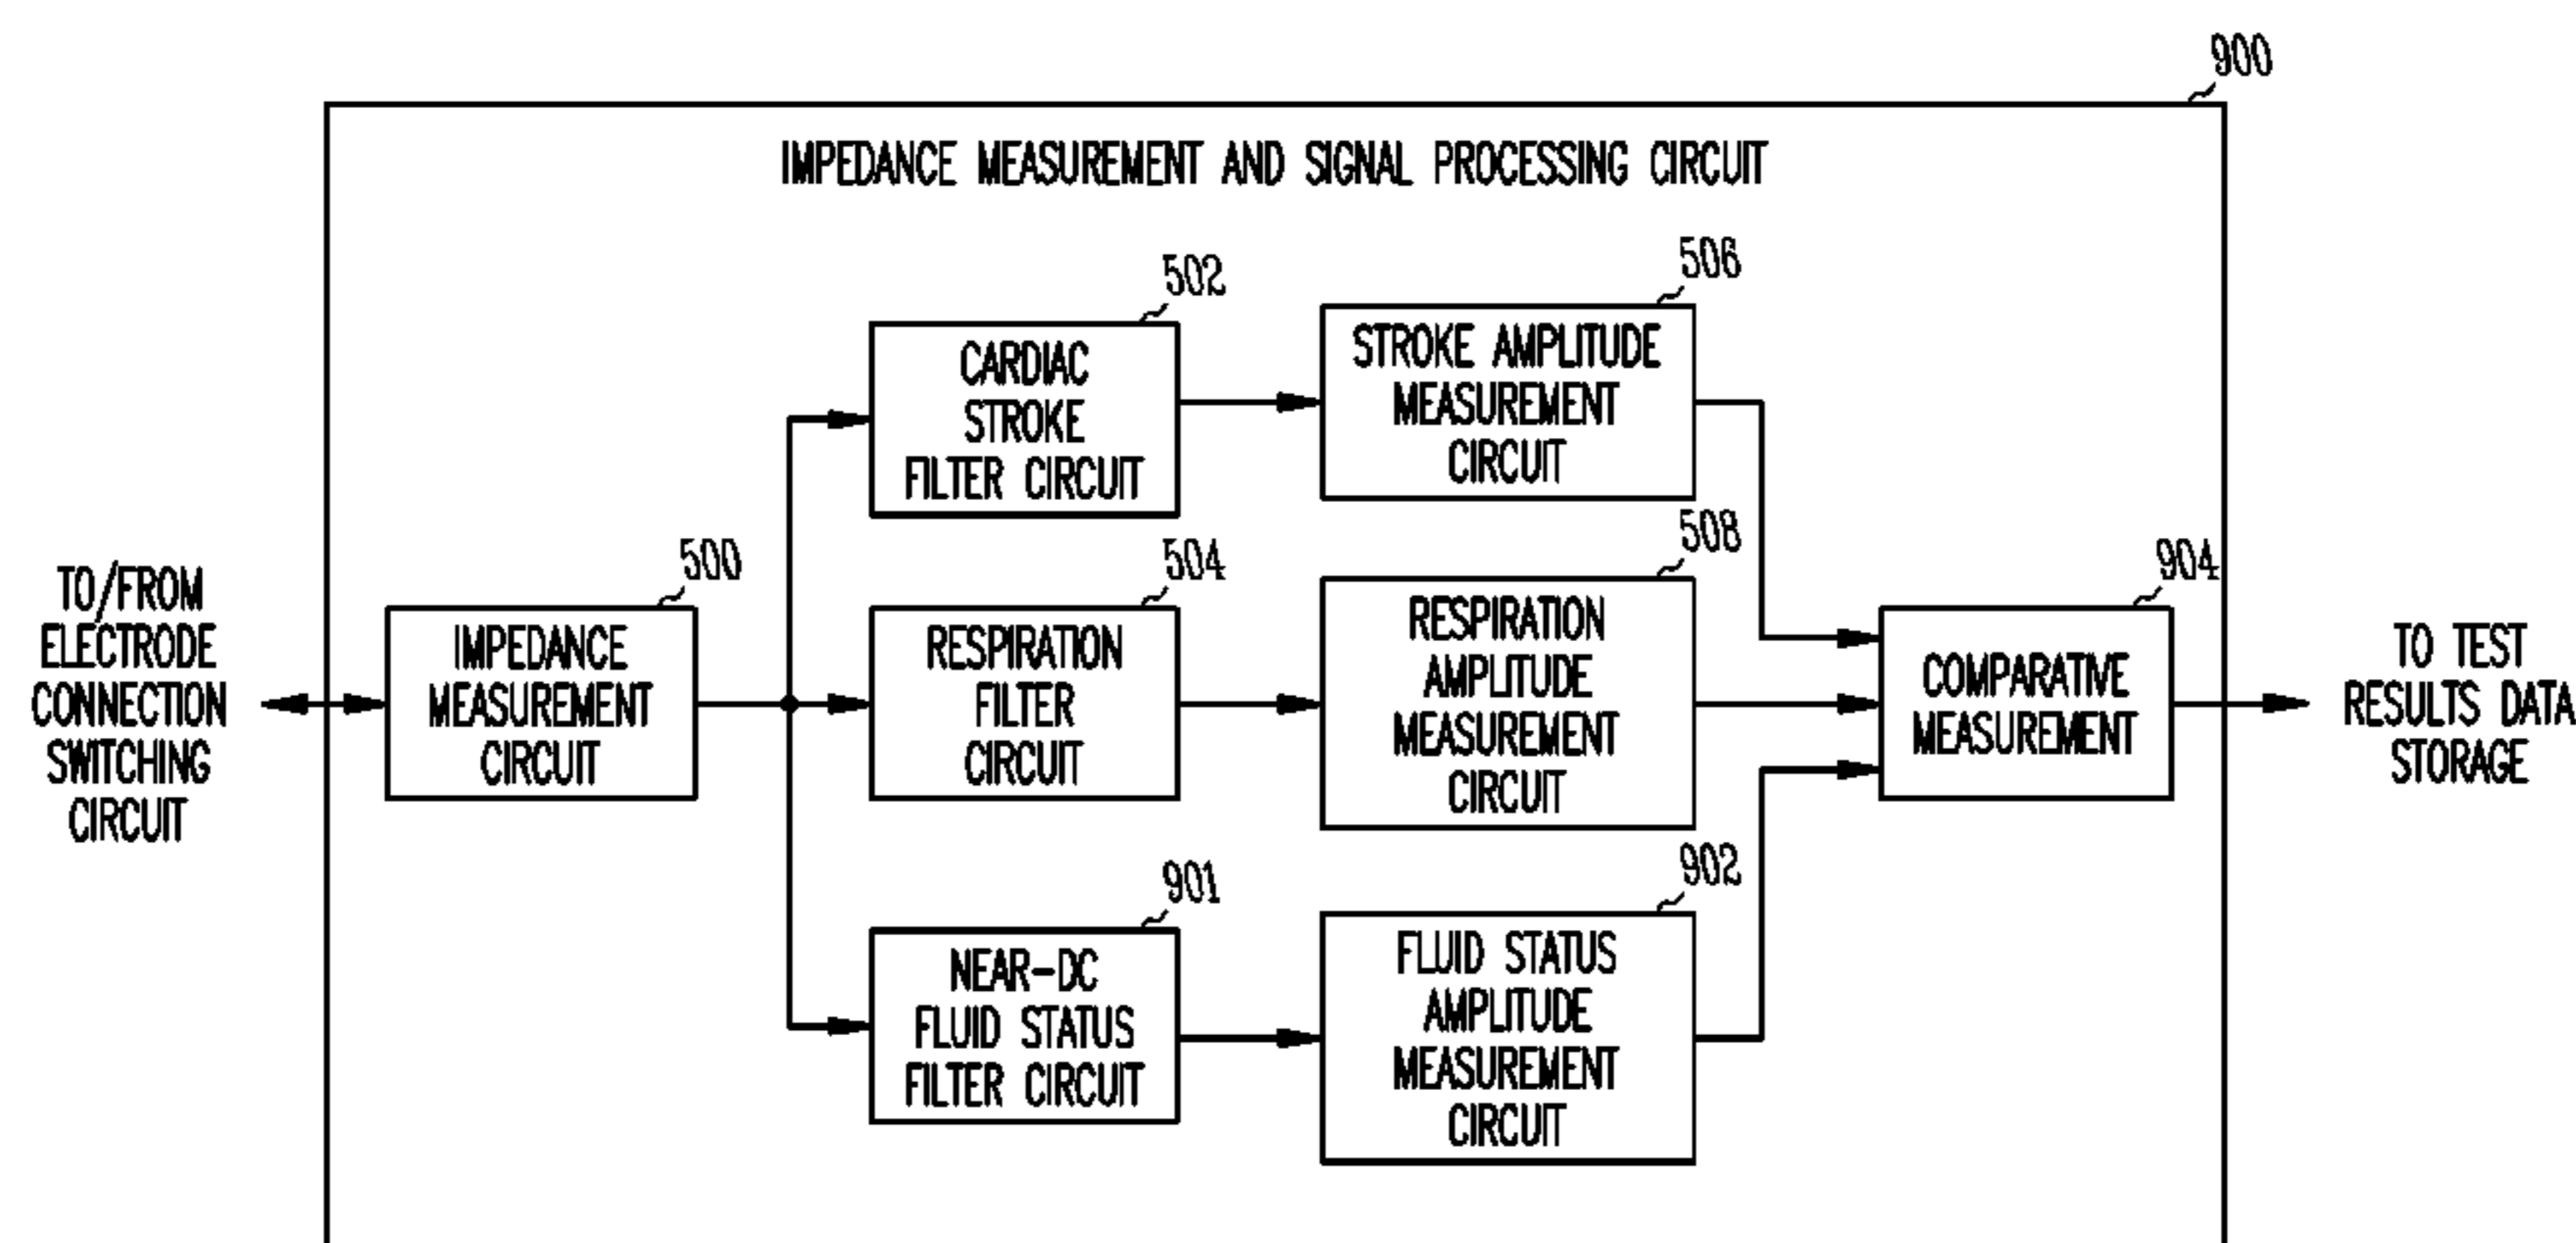 900
IMPEDANCE MEASUREMENT AND SIGNAL PROCESSING CIRCUIT
TO/FROM
ELECTRODE
CONNECTION
SWITCHING
CIRCUIT
500
IMPEDANCE
MEASUREMENT
CIRCUIT
502
CARDIAC
STROKE
FILTER CIRCUIT
506
STROKE AMPLITUDE
MEASUREMENT
CIRCUIT
504
RESPIRATION
FILTER
CIRCUIT
508
RESPIRATION
AMPLITUDE
MEASUREMENT
CIRCUIT
901
NEAR-DC
FLUID STATUS
FILTER CIRCUIT
902
FLUID STATUS
AMPLITUDE
MEASUREMENT
CIRCUIT
904
COMPARATIVE
MEASUREMENT
TO TEST
RESULTS DATA
STORAGE